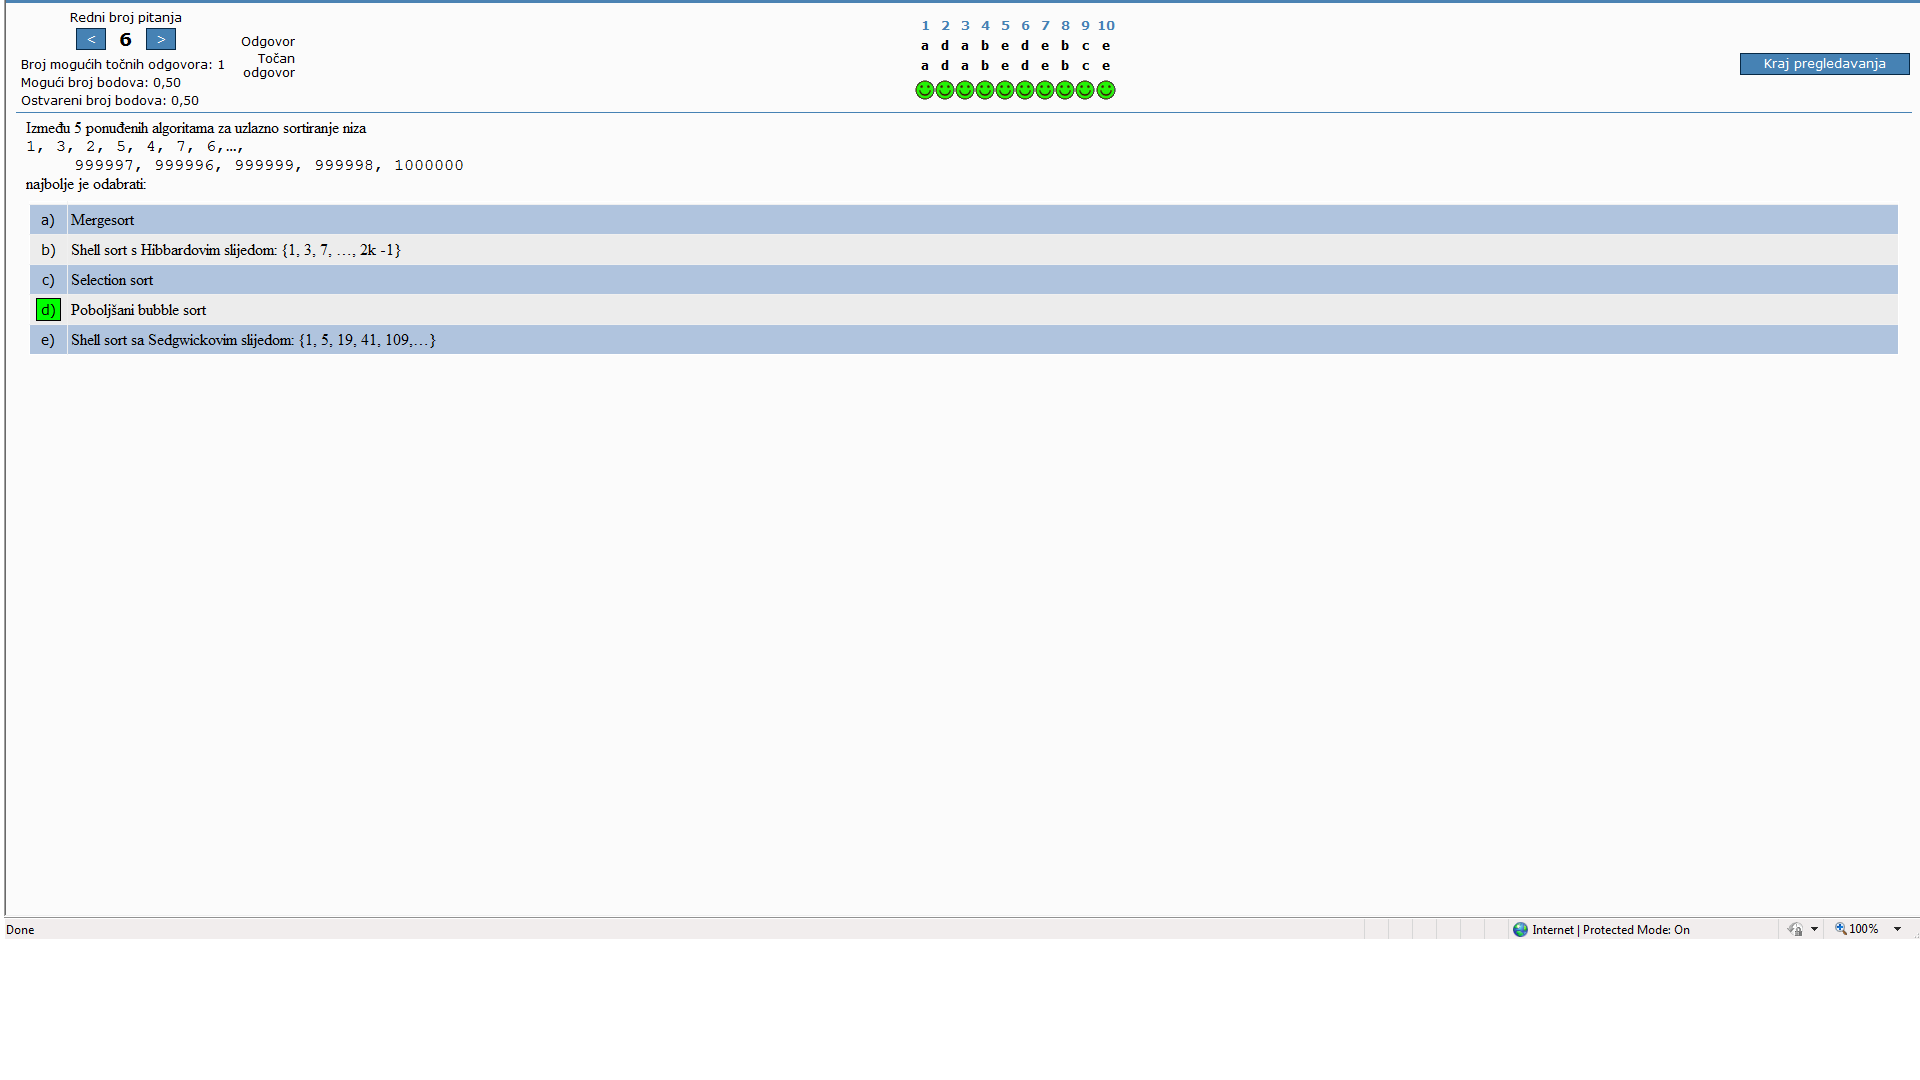 Redni broj pitanja
< 6 >
Broj mogućih točnih odgovora: 1
Mogući broj bodova: 0,50
Ostvareni broj bodova: 0,50
Odgovor
Točan
odgovor
1 2 3 4 5 6 7 8 9 10
a d a b e d e b c e
a d a b e d e b c e
Kraj pregledavanja
Između 5 ponuđenih algoritama za uzlazno sortiranje niza
1, 3, 2, 5, 4, 7, 6,…,
999997, 999996, 999999, 999998, 1000000
najbolje je odabrati:
a) Mergesort
b) Shell sort s Hibbardovim slijedom: {1, 3, 7, …, 2k -1}
c) Selection sort
d) Poboljšani bubble sort
e) Shell sort sa Sedgwickovim slijedom: {1, 5, 19, 41, 109,…}
Done
Internet | Protected Mode: On
100%